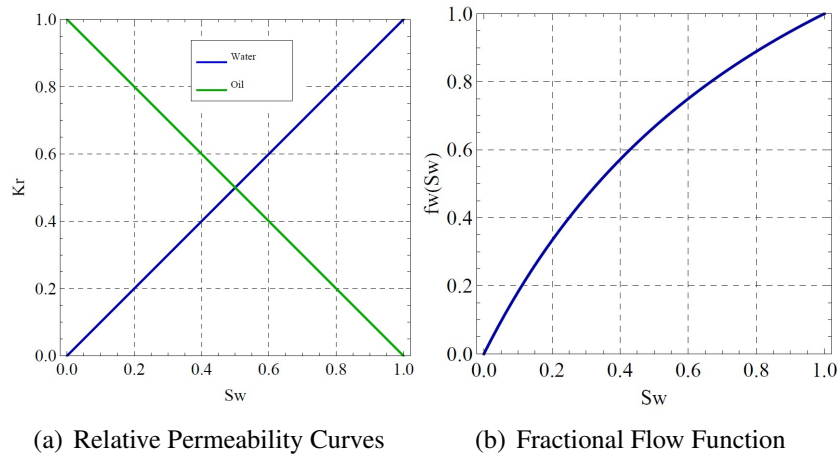 1.0
0.8
0.6
0.4
0.2
0.0
Kr
Water
Oil
0.0 0.2 0.4 0.6 0.8 1.0
Sw
(a) Relative Permeability Curves
1.0
0.8
0.6
0.4
0.2
0.0
fw(Sw)
0.0 0.2 0.4 0.6 0.8 1.0
Sw
(b) Fractional Flow Function